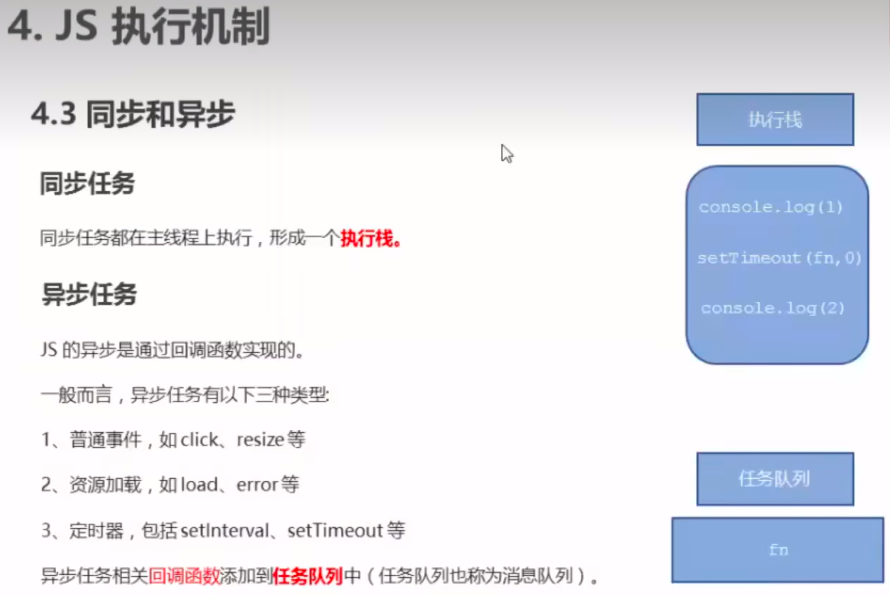 4. JS 执行机制
4.3 同步和异步
同步任务
同步任务都在主线程上执行，形成一个执行栈。
异步任务
JS 的异步是通过回调函数实现的。
一般而言，异步任务有以下三种类型:
1、普通事件，如 click、resize 等
2、资源加载，如 load、error 等
3、定时器，包括 setInterval、setTimeout 等
异步任务相关回调函数添加到任务队列中（任务队列也称为消息队列）。
执行栈
console.log(1)
setTimeout(fn,0)
console.log(2)
任务队列
fn